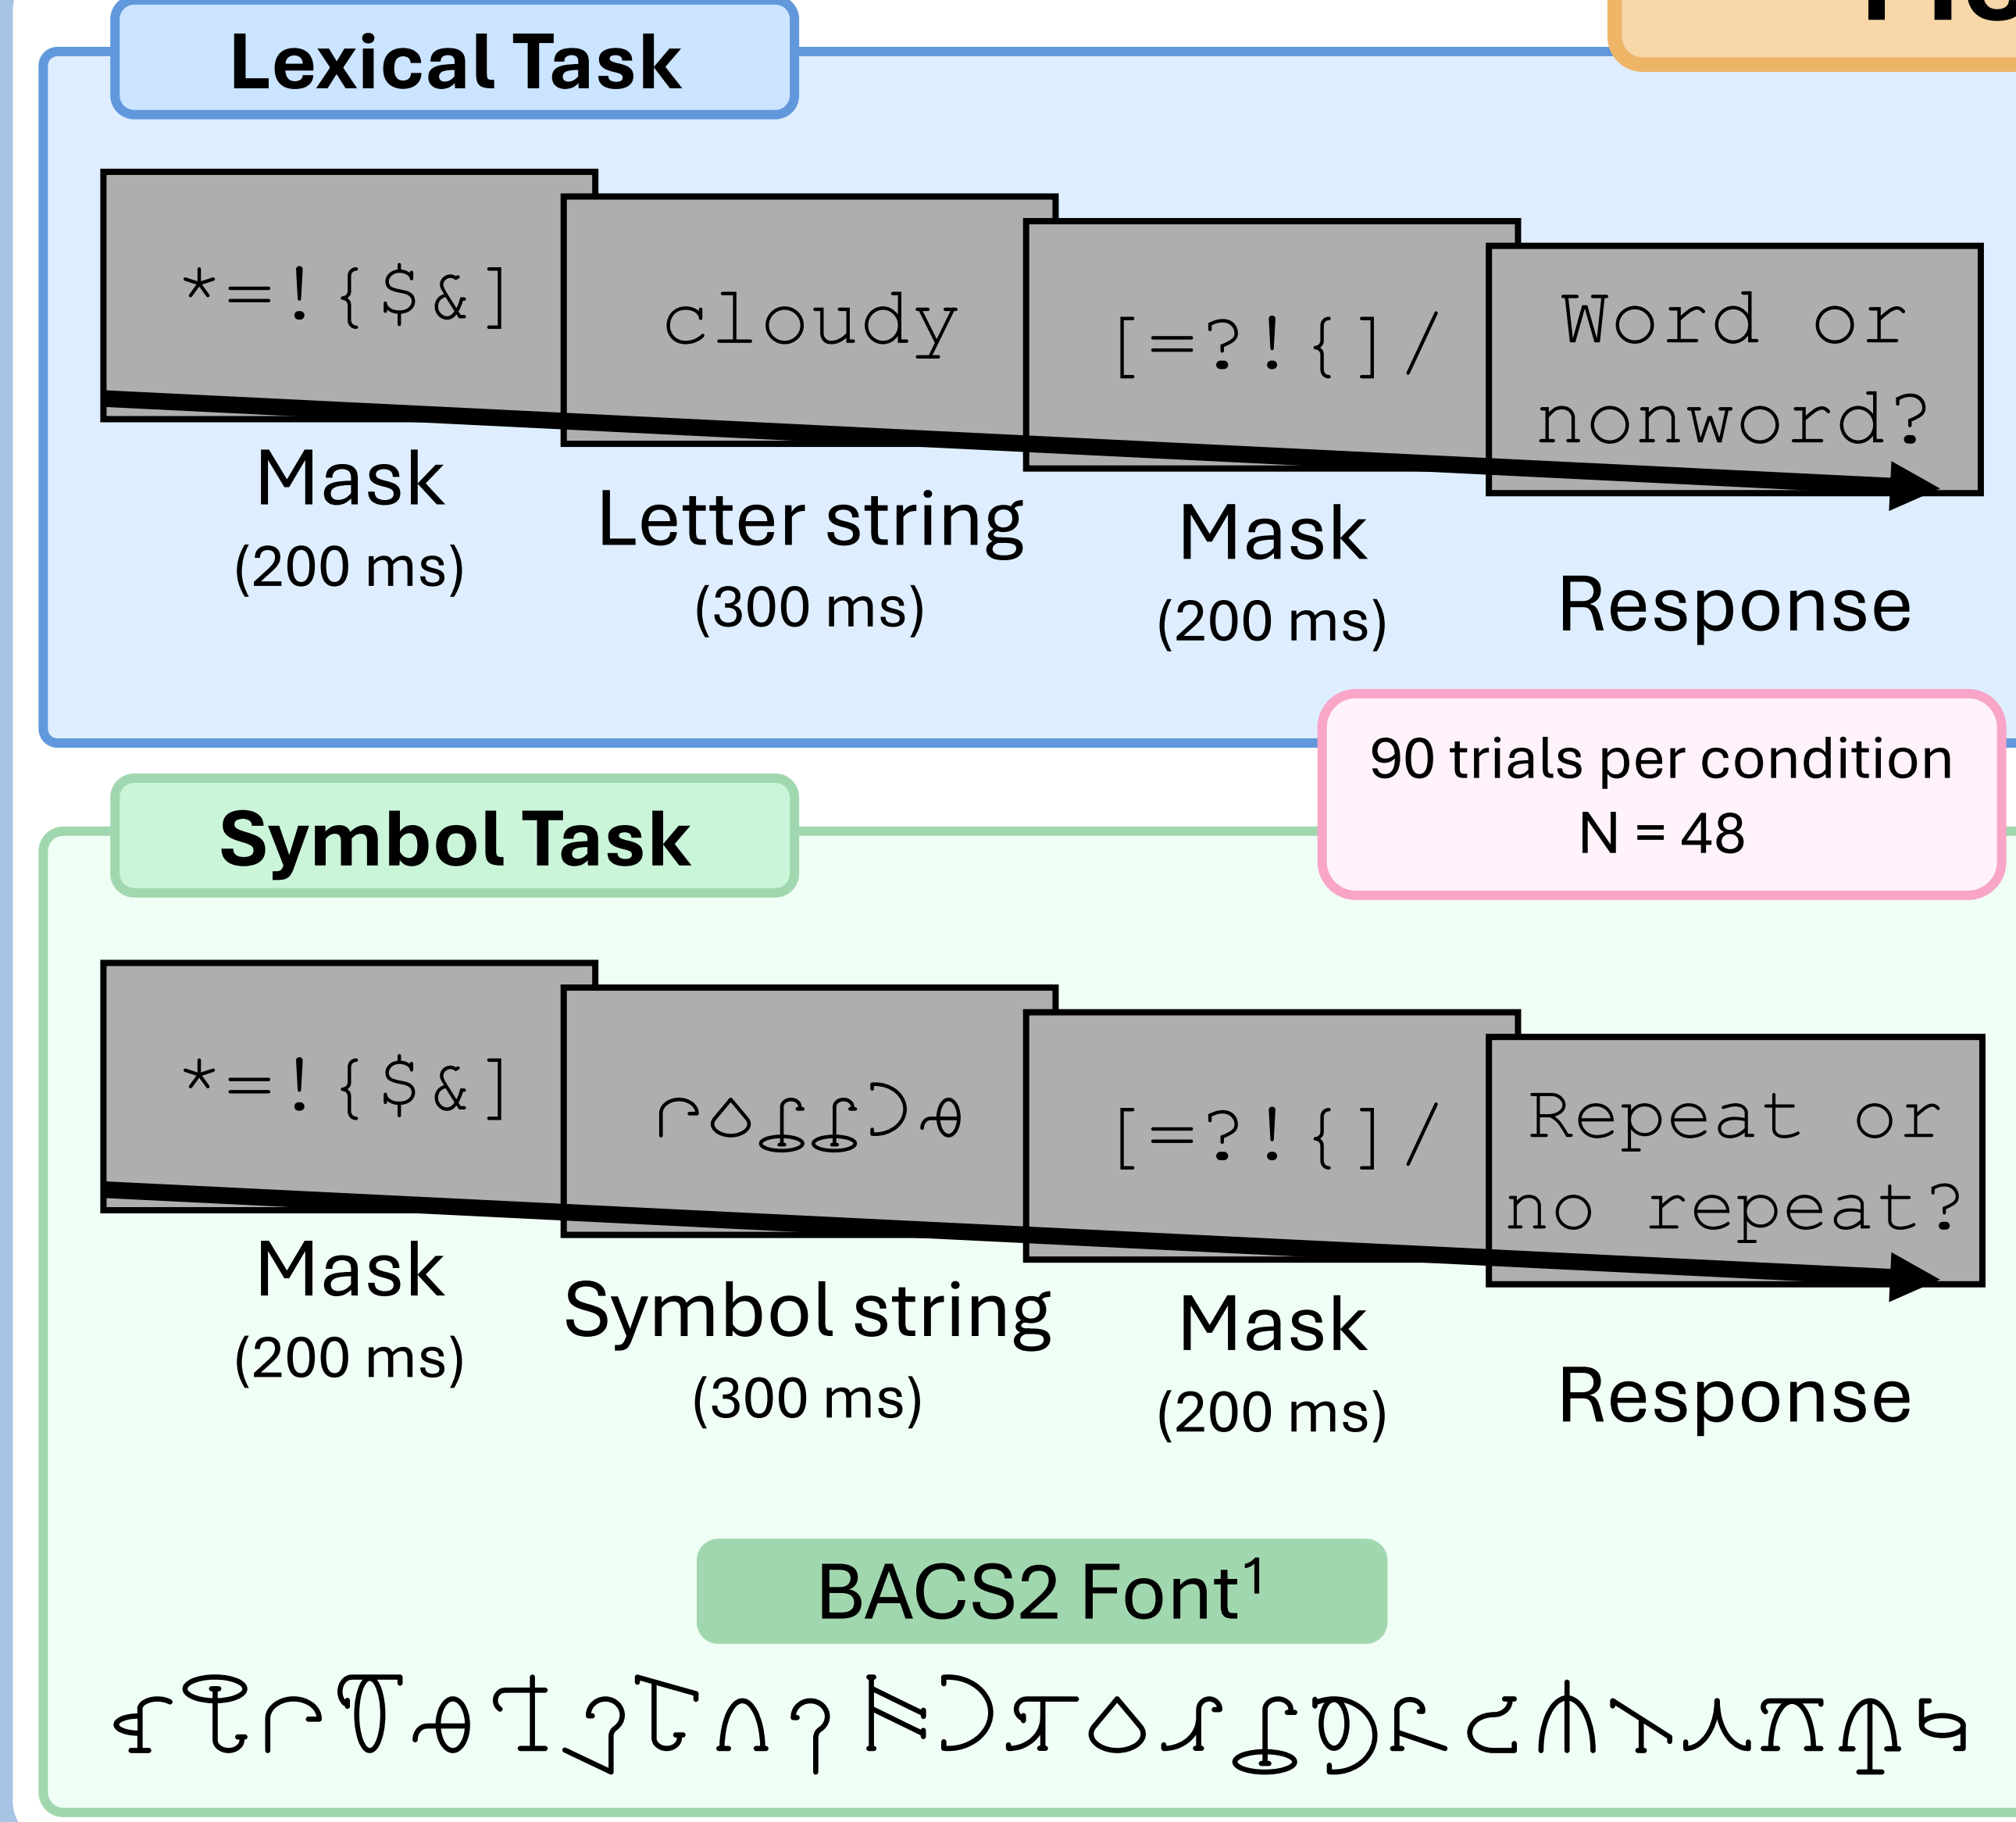 Lexical Task
*=!{$&]
cloudy
[=?!{]/
Word or
nonword?
Mask
(200 ms)
Letter string
(300 ms)
Mask
(200 ms)
Response
90 trials per condition
N = 48
Symbol Task
*=!{$&]
[=?!{]/
Repeat or
no repeat?
Mask
(200 ms)
Symbol string
(300 ms)
Mask
(200 ms)
Response
BACS2 Font¹